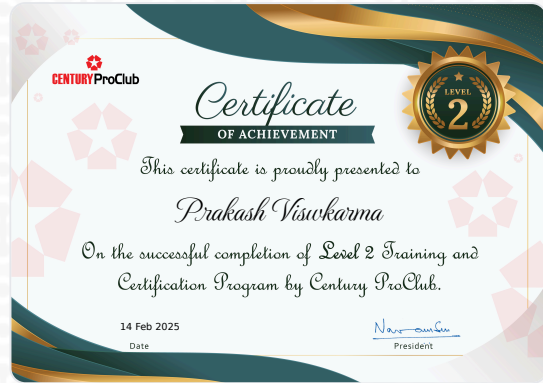 CENTURY ProClub
Certificate
OF ACHIEVEMENT
LEVEL
2
This certificate is proudly presented to
Prakash Viswkarma
On the successful completion of Level 2 Training and
Certification Program by Century ProClub.
14 Feb 2025
Date
President